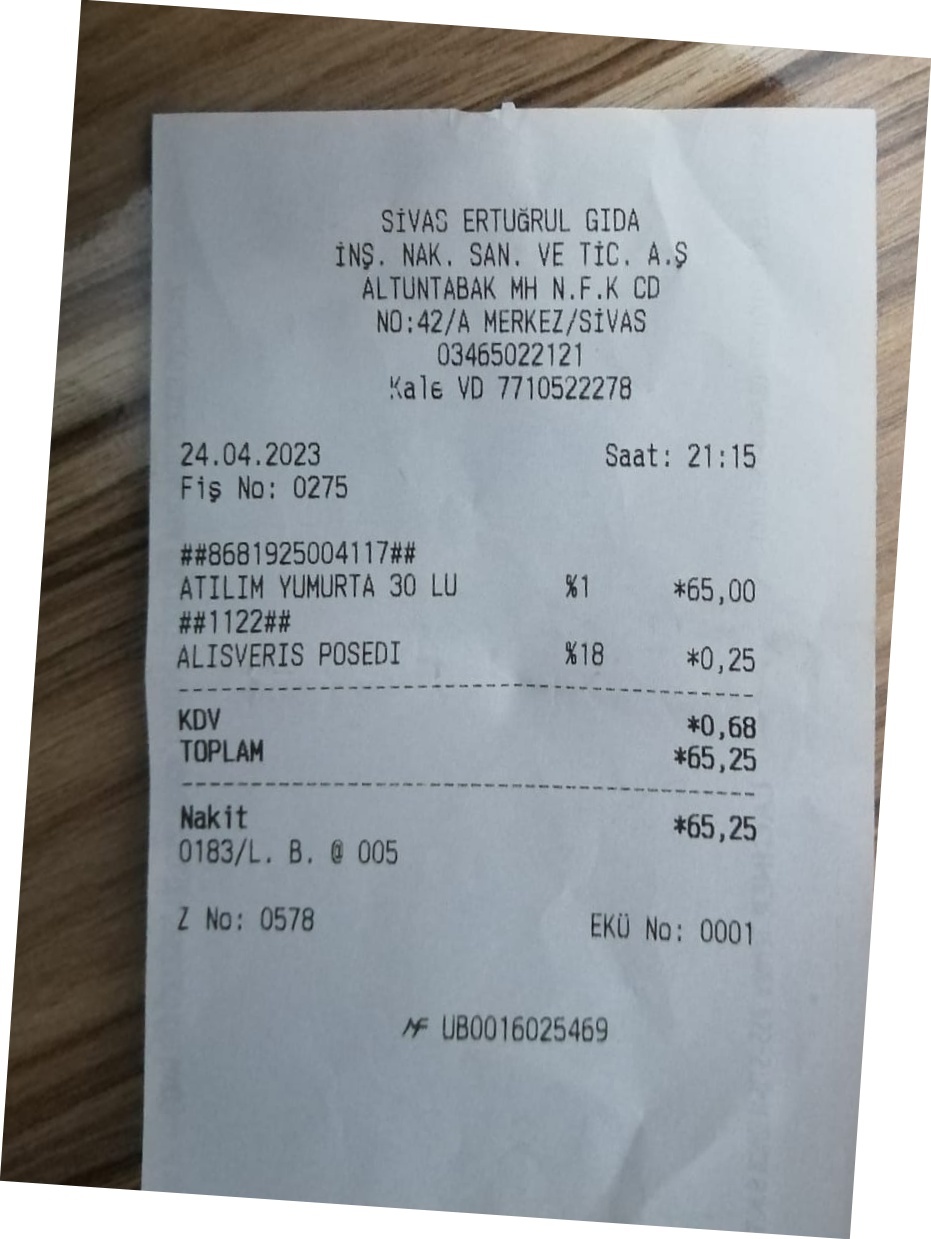 SİVAS ERTUĞRUL GIDA
İNŞ. NAK. SAN. VE TİC. A.Ş
ALTUNTABAK MH N.F.K CD
NO:42/A MERKEZ/SİVAS
03465022121
Kale VD 7710522278
24.04.2023 Saat: 21:15
Fiş No: 0275
##8681925004117##
ATILIM YUMURTA 30 LU %1 *65,00
##1122##
ALISVERIS POSEDI %18 *0,25
KDV *0,68
TOPLAM *65,25
Nakit *65,25
0183/L. B. @ 005
Z No: 0578 EKÜ No: 0001
MF UB0016025469